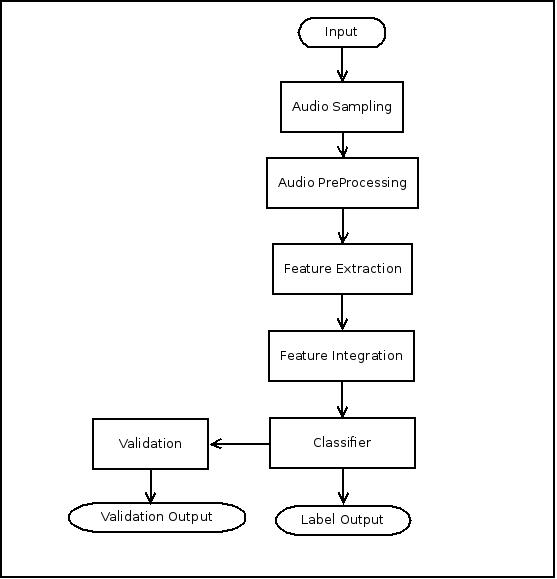 Input
Audio Sampling
Audio PreProcessing
Feature Extraction
Feature Integration
Validation
Classifier
Validation Output
Label Output